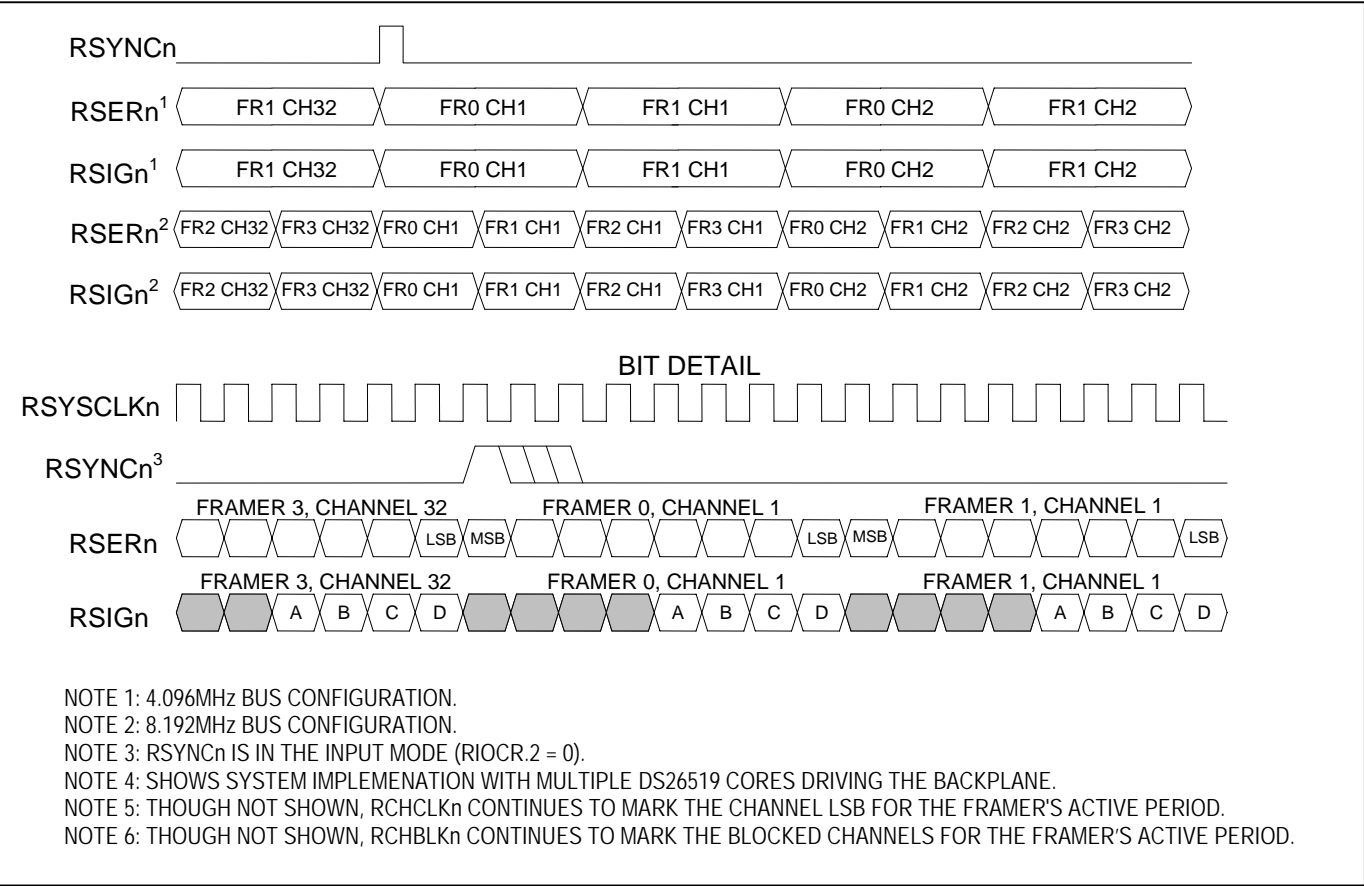 RSYNCn
RSERn1 FR1 CH32 FR0 CH1 FR1 CH1 FR0 CH2 FR1 CH2
RSIGn1 FR1 CH32 FR0 CH1 FR1 CH1 FR0 CH2 FR1 CH2
RSERn2 FR2 CH32 FR3 CH32 FR0 CH1 FR1 CH1 FR2 CH1 FR3 CH1 FR0 CH2 FR1 CH2 FR2 CH2 FR3 CH2
RSIGn2 FR2 CH32 FR3 CH32 FR0 CH1 FR1 CH1 FR2 CH1 FR3 CH1 FR0 CH2 FR1 CH2 FR2 CH2 FR3 CH2
BIT DETAIL
RSYSCLKn
RSYNCn3
FRAMER 3, CHANNEL 32 FRAMER 0, CHANNEL 1 FRAMER 1, CHANNEL 1
RSERn LSB MSB LSB MSB LSB
FRAMER 3, CHANNEL 32 FRAMER 0, CHANNEL 1 FRAMER 1, CHANNEL 1
RSIGn A B C D A B C D A B C D
NOTE 1: 4.096MHz BUS CONFIGURATION.
NOTE 2: 8.192MHz BUS CONFIGURATION.
NOTE 3: RSYNCn IS IN THE INPUT MODE (RIOCR.2 = 0).
NOTE 4: SHOWS SYSTEM IMPLEMENATION WITH MULTIPLE DS26519 CORES DRIVING THE BACKPLANE.
NOTE 5: THOUGH NOT SHOWN, RCHCLKn CONTINUES TO MARK THE CHANNEL LSB FOR THE FRAMER'S ACTIVE PERIOD.
NOTE 6: THOUGH NOT SHOWN, RCHBLKn CONTINUES TO MARK THE BLOCKED CHANNELS FOR THE FRAMER’S ACTIVE PERIOD.